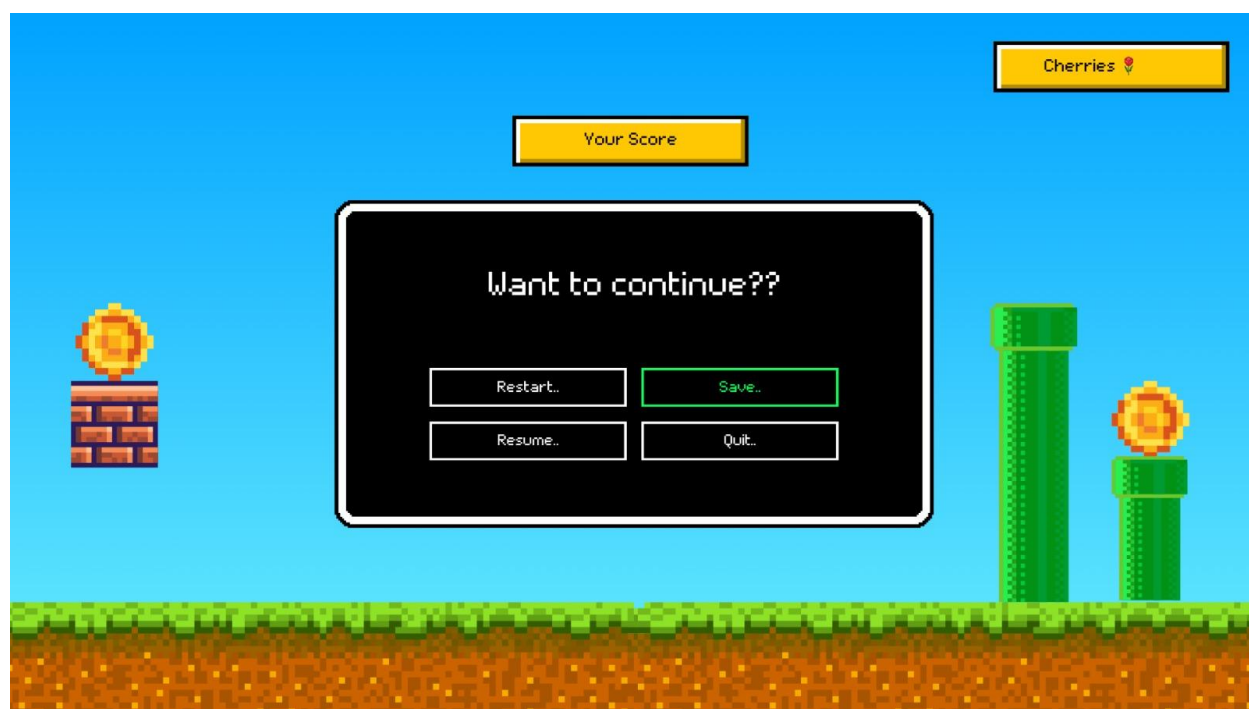 Cherries 🌹
Your Score
Want to continue??
Restart..
Save..
Resume..
Quit..